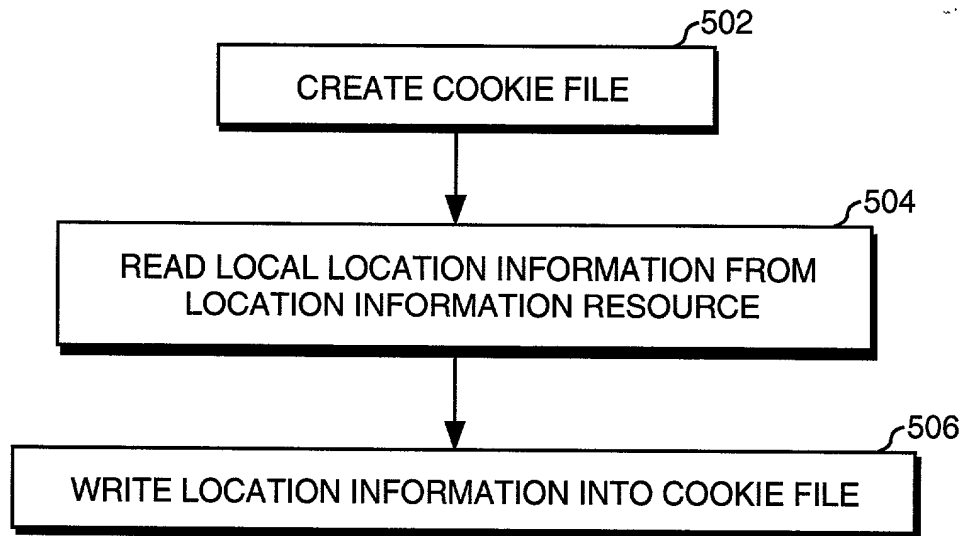 502
CREATE COOKIE FILE
504
READ LOCAL LOCATION INFORMATION FROM
LOCATION INFORMATION RESOURCE
506
WRITE LOCATION INFORMATION INTO COOKIE FILE